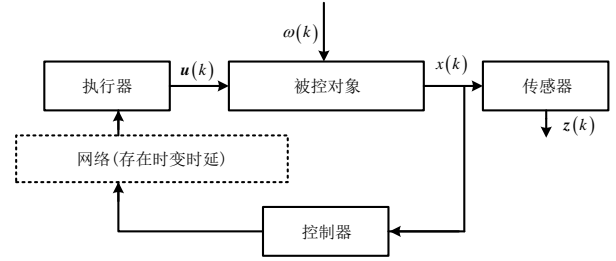 ω(k)
执行器
u(k)
被控对象
x(k)
传感器
z(k)
网络(存在时变时延)
控制器